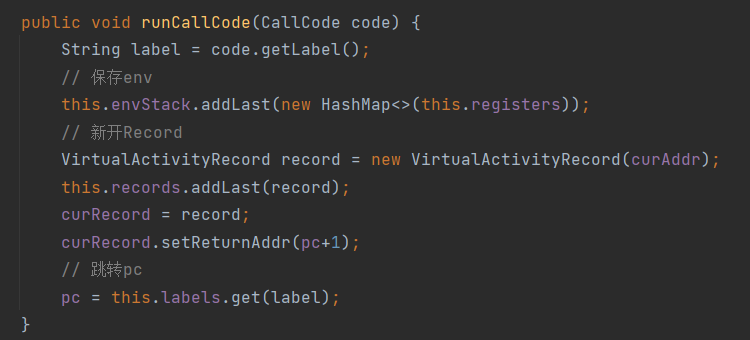 public void runCallCode(CallCode code) {
    String label = code.getLabel();
    // 保存env
    this.envStack.addLast(new HashMap<>(this.registers));
    // 新开Record
    VirtualActivityRecord record = new VirtualActivityRecord(curAddr);
    this.records.addLast(record);
    curRecord = record;
    curRecord.setReturnAddr(pc+1);
    // 跳转pc
    pc = this.labels.get(label);
}